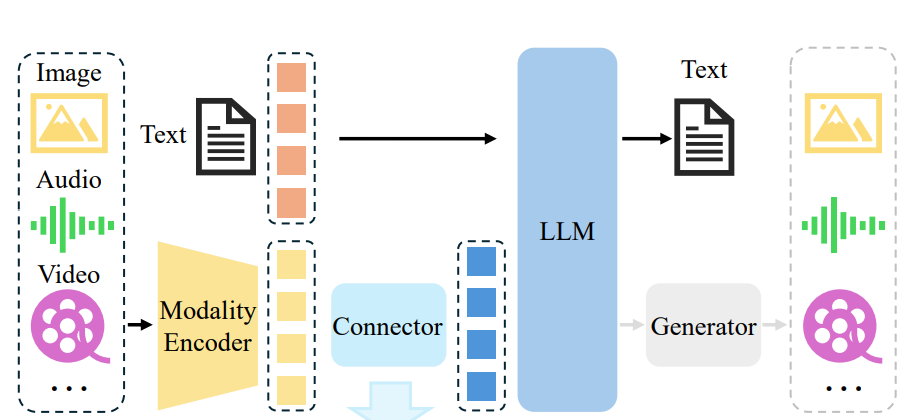 Image
Text
Audio
Video
...
Modality
Encoder
Connector
LLM
Text
Generator
...